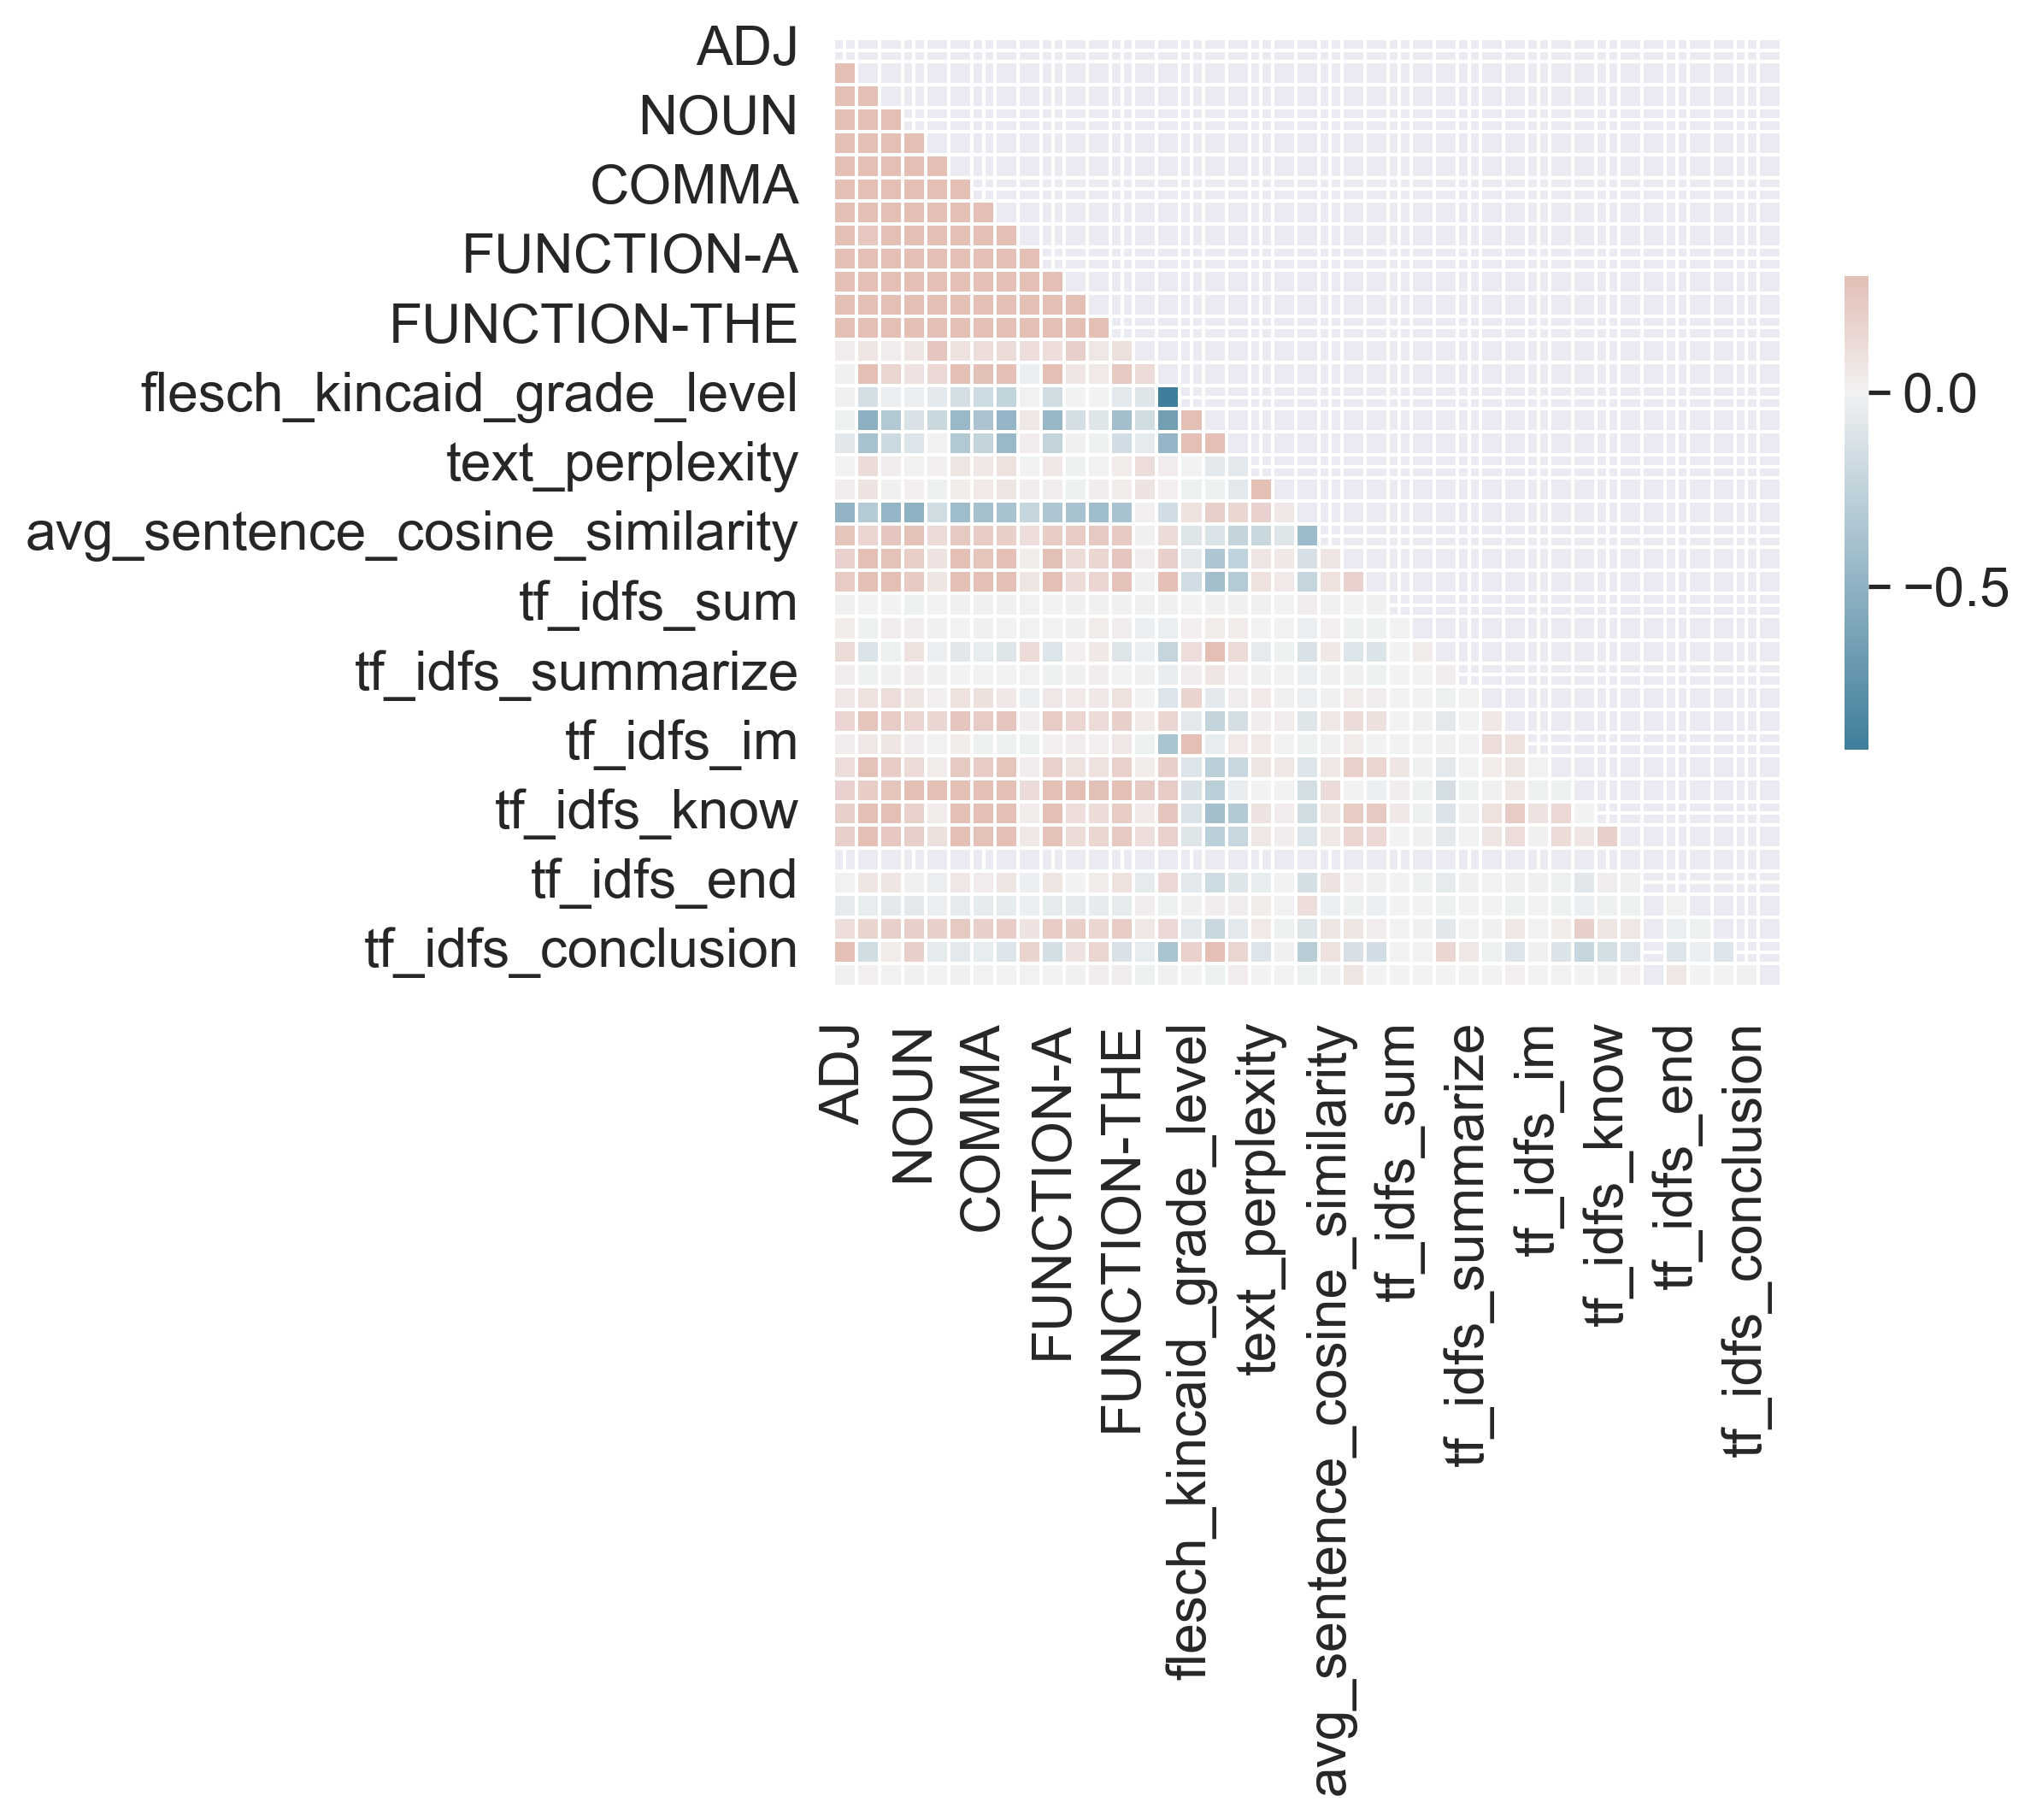 ADJ
NOUN
COMMA
FUNCTION-A
FUNCTION-THE
flesch_kincaid_grade_level
text_perplexity
avg_sentence_cosine_similarity
tf_idfs_sum
tf_idfs_summarize
tf_idfs_im
tf_idfs_know
tf_idfs_end
tf_idfs_conclusion
0.0
−0.5
ADJ
NOUN
COMMA
FUNCTION-A
FUNCTION-THE
flesch_kincaid_grade_level
text_perplexity
avg_sentence_cosine_similarity
tf_idfs_sum
tf_idfs_summarize
tf_idfs_im
tf_idfs_know
tf_idfs_end
tf_idfs_conclusion